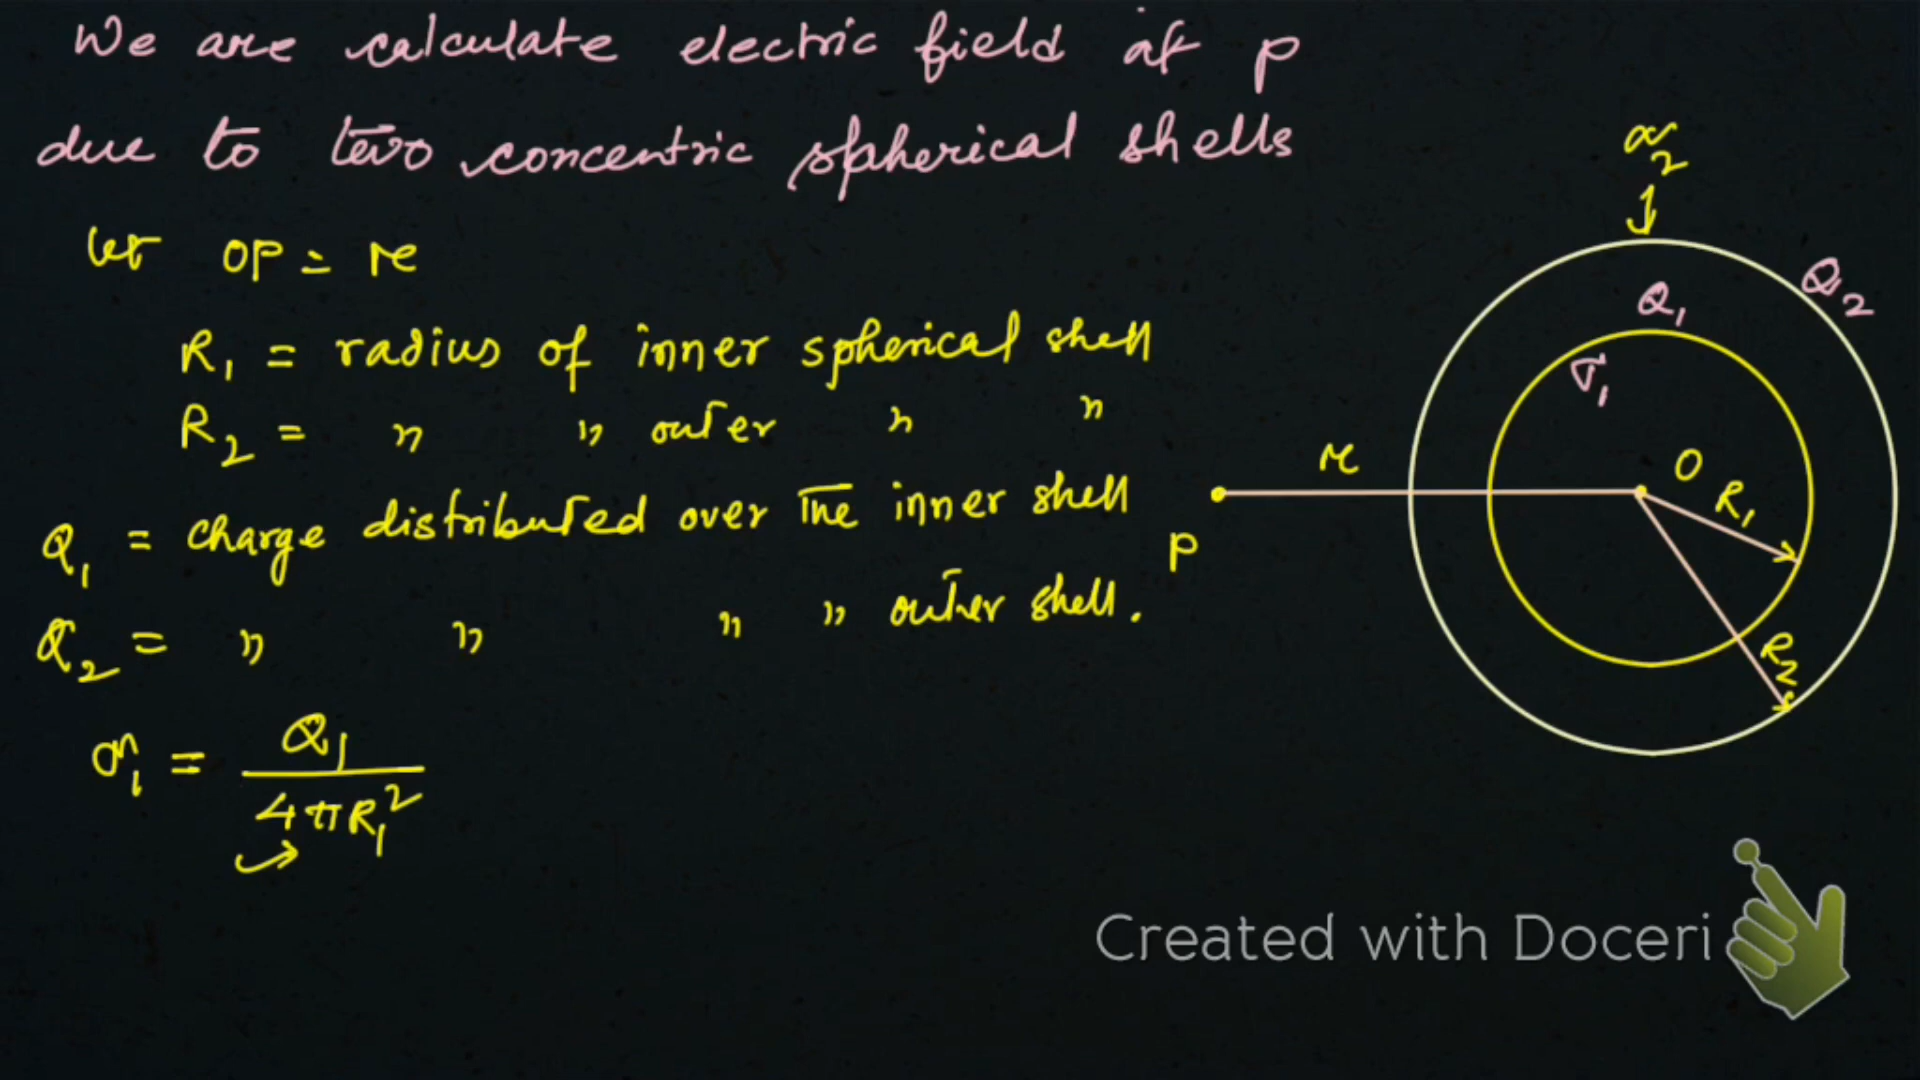 We are calculate electric field at P
due to two concentric spherical shells
let OP = r
R₁ = radius of inner spherical shell
R₂ = " " outer " "
Q₁ = charge distributed over the inner shell
Q₂ = " " " " outer shell.
σ₁ = Q₁ / 4πR₁²
σ₂
Q₂
Q₁
σ₁
O
r
R₁
P
R₂
Created with Doceri